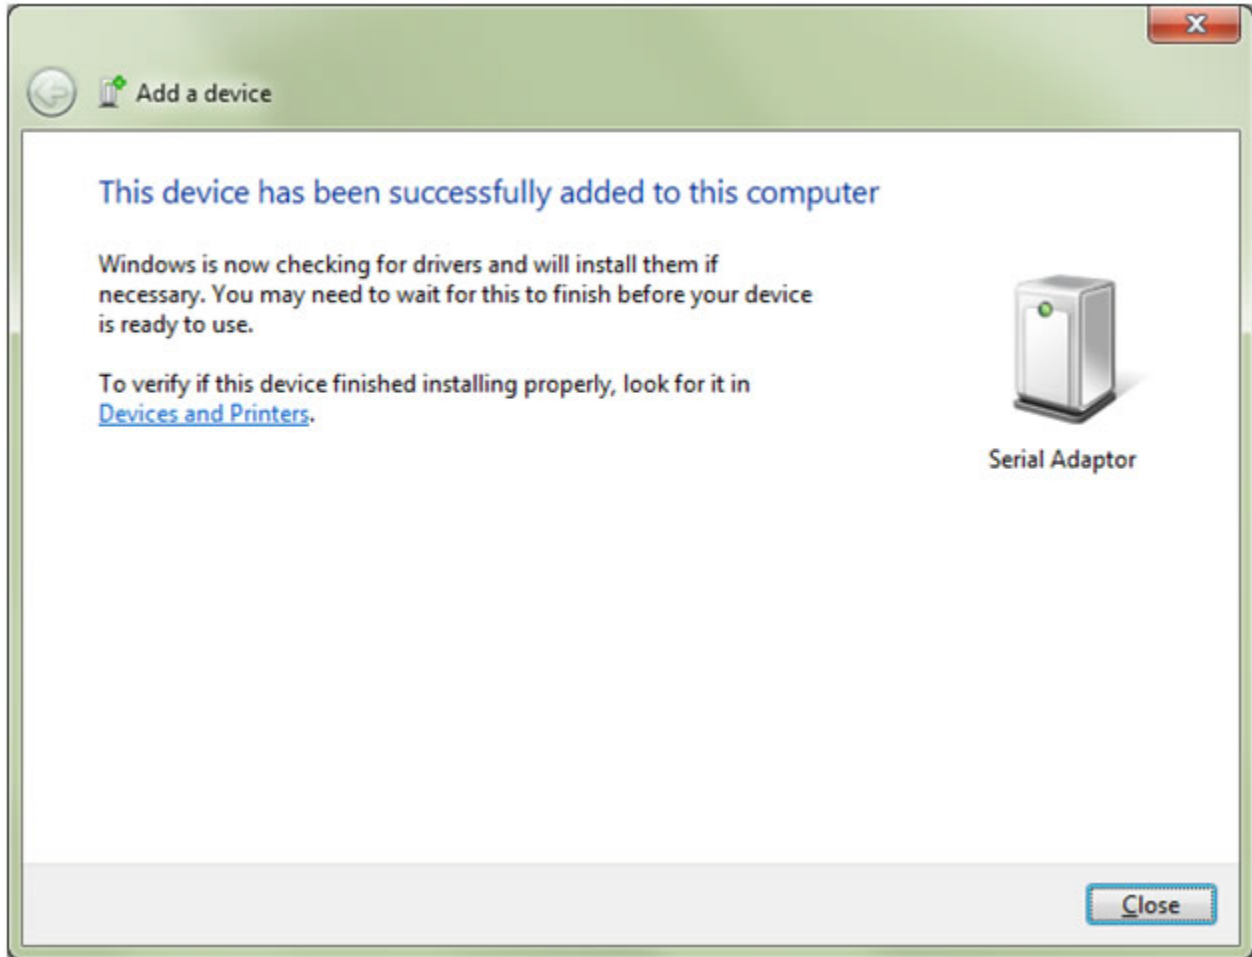 Add a device
This device has been successfully added to this computer
Windows is now checking for drivers and will install them if
necessary. You may need to wait for this to finish before your device
is ready to use.
To verify if this device finished installing properly, look for it in
Devices and Printers.
Serial Adaptor
Close